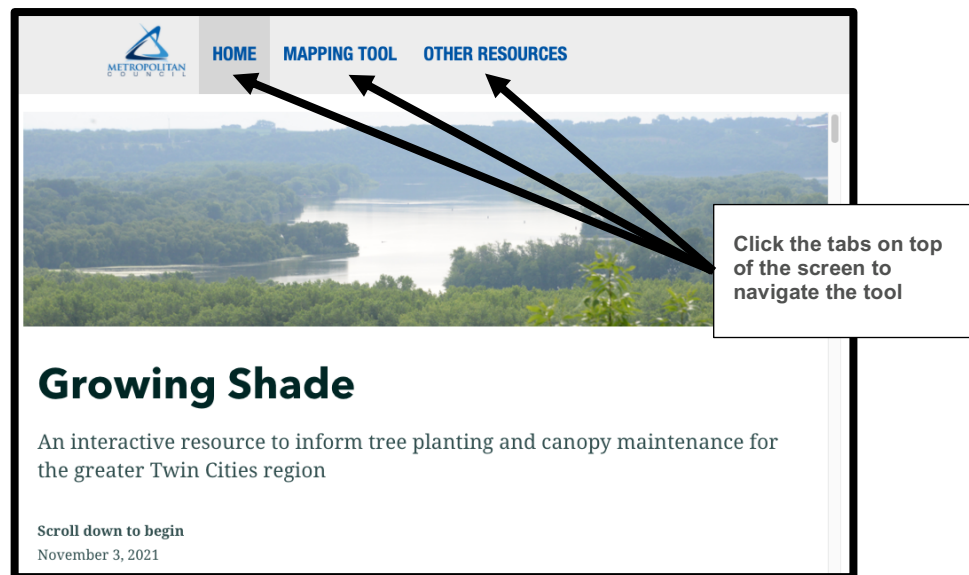 METROPOLITAN
COUNCIL
HOME MAPPING TOOL OTHER RESOURCES
Click the tabs on top
of the screen to
navigate the tool
Growing Shade
An interactive resource to inform tree planting and canopy maintenance for
the greater Twin Cities region
Scroll down to begin
November 3, 2021